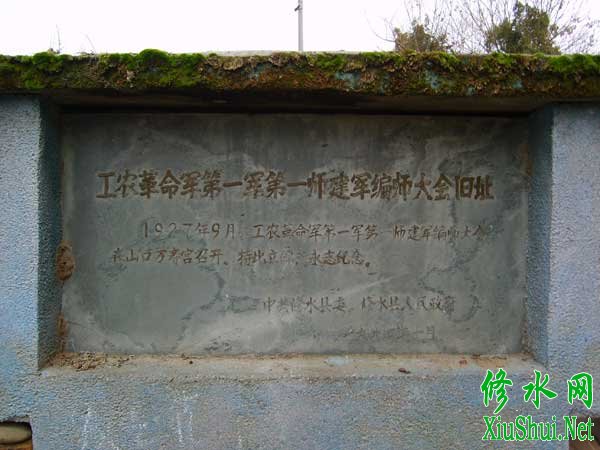 工农革命军第一军第一师建军编师大会旧址
1927年9月,工农革命军第一军第一师建军编师大会
在山口万寿宫召开。特此立碑,永志纪念。
中共修水县委 修水县人民政府
一月
修水网
XiuShui.Net